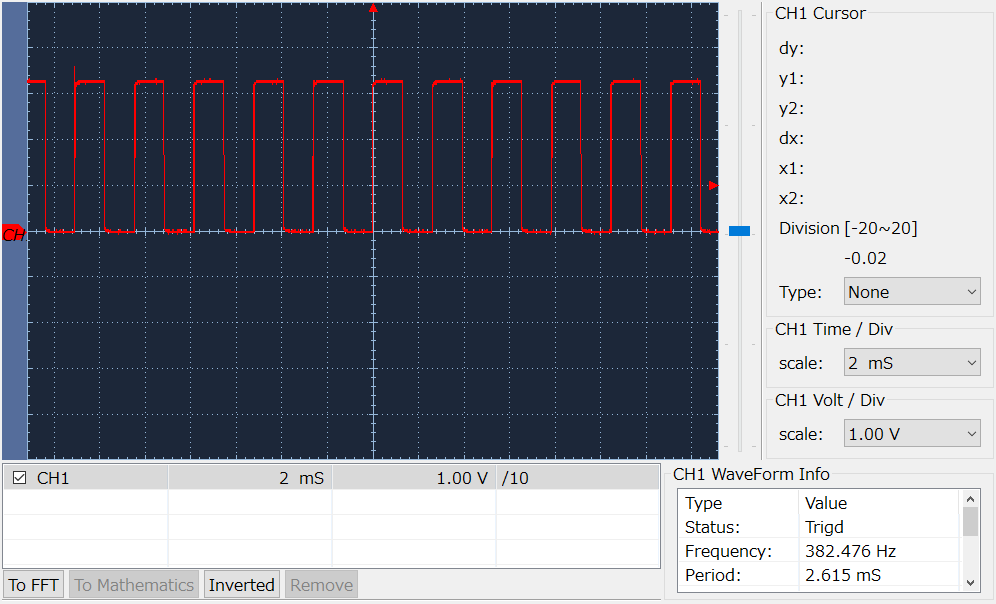 CH1 Cursor
dy:
y1:
y2:
dx:
x1:
x2:
Division [-20~20]
-0.02
Type: None
CH1 Time / Div
scale: 2 mS
CH1 Volt / Div
scale: 1.00 V
CH
CH1 2 mS 1.00 V /10
To FFT To Mathematics Inverted Remove
CH1 WaveForm Info
Type Value
Status: Trigd
Frequency: 382.476 Hz
Period: 2.615 mS